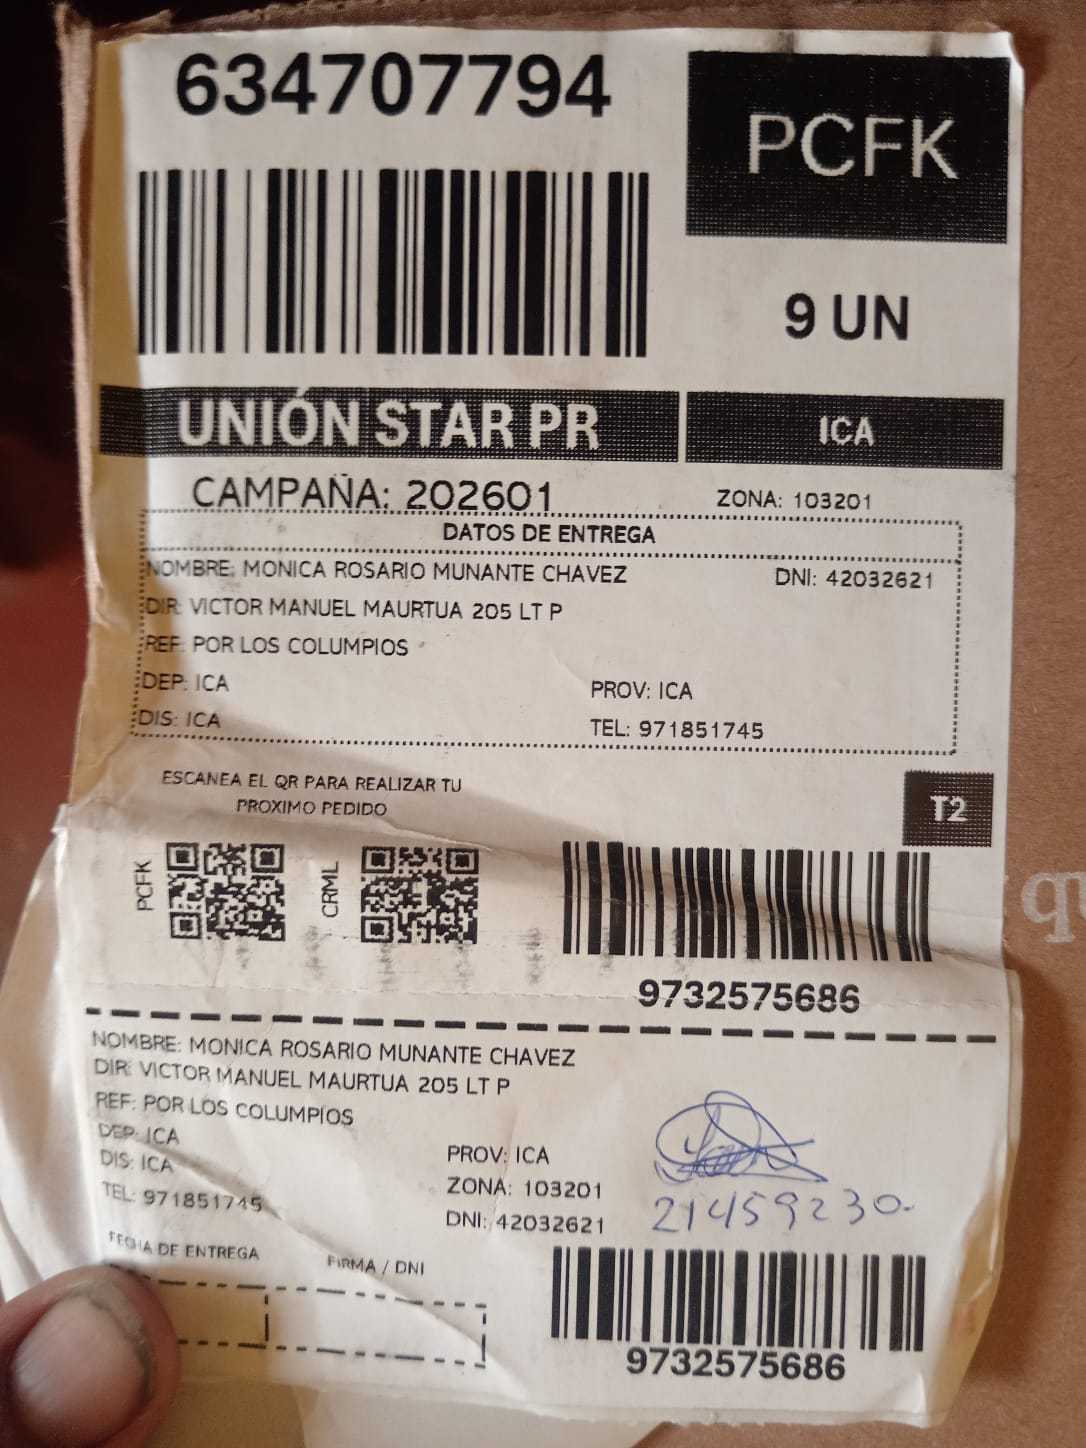 634707794
PCFK
9 UN
UNIÓN STAR PR
ICA
CAMPAÑA: 202601
ZONA: 103201
DATOS DE ENTREGA
NOMBRE: MONICA ROSARIO MUNANTE CHAVEZ DNI: 42032621
DIR: VICTOR MANUEL MAURTUA 205 LT P
REF: POR LOS COLUMPIOS
DEP: ICA PROV: ICA
DIS: ICA TEL: 971851745
ESCANEA EL QR PARA REALIZAR TU
PROXIMO PEDIDO
T2
PCFK
CRML
9732575686
NOMBRE: MONICA ROSARIO MUNANTE CHAVEZ
DIR: VICTOR MANUEL MAURTUA 205 LT P
REF: POR LOS COLUMPIOS
DEP: ICA PROV: ICA
DIS: ICA ZONA: 103201
TEL: 971851745 DNI: 42032621
21459230.
FECHA DE ENTREGA FIRMA / DNI
9732575686